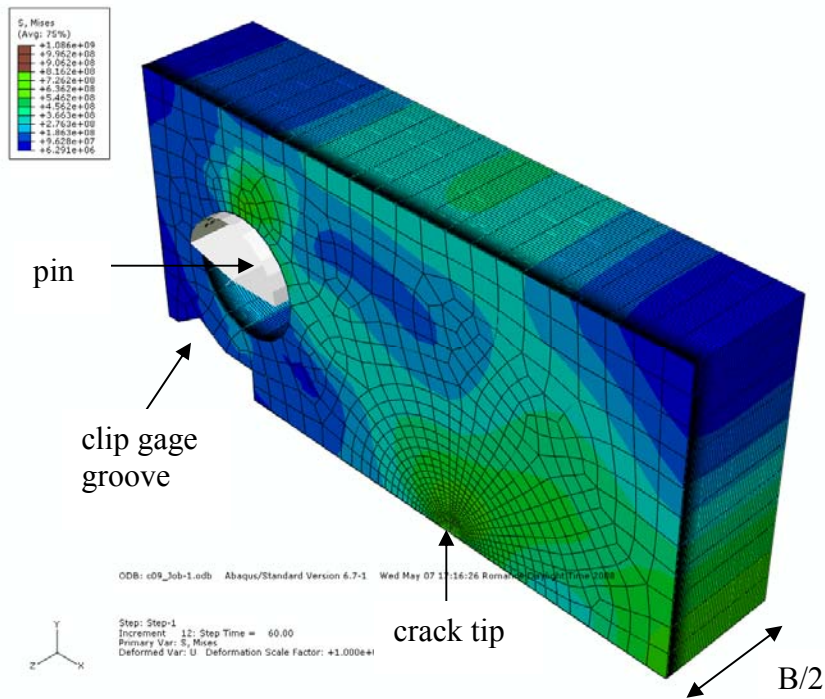 S, Mises
(Avg: 75%)
+1.086e+09
+9.962e+08
+9.062e+08
+8.162e+08
+7.262e+08
+6.362e+08
+5.462e+08
+4.562e+08
+3.663e+08
+2.763e+08
+1.863e+08
+9.628e+07
+6.291e+06
pin
clip gage
groove
ODB: c09_Job-1.odb Abaqus/Standard Version 6.7-1 Wed May 07 17:16:26 Time
Step: Step-1
Increment 12: Step Time = 60.00
Primary Var: S, Mises
Deformed Var: U Deformation Scale Factor:
crack tip
B/2
Y
Z
X